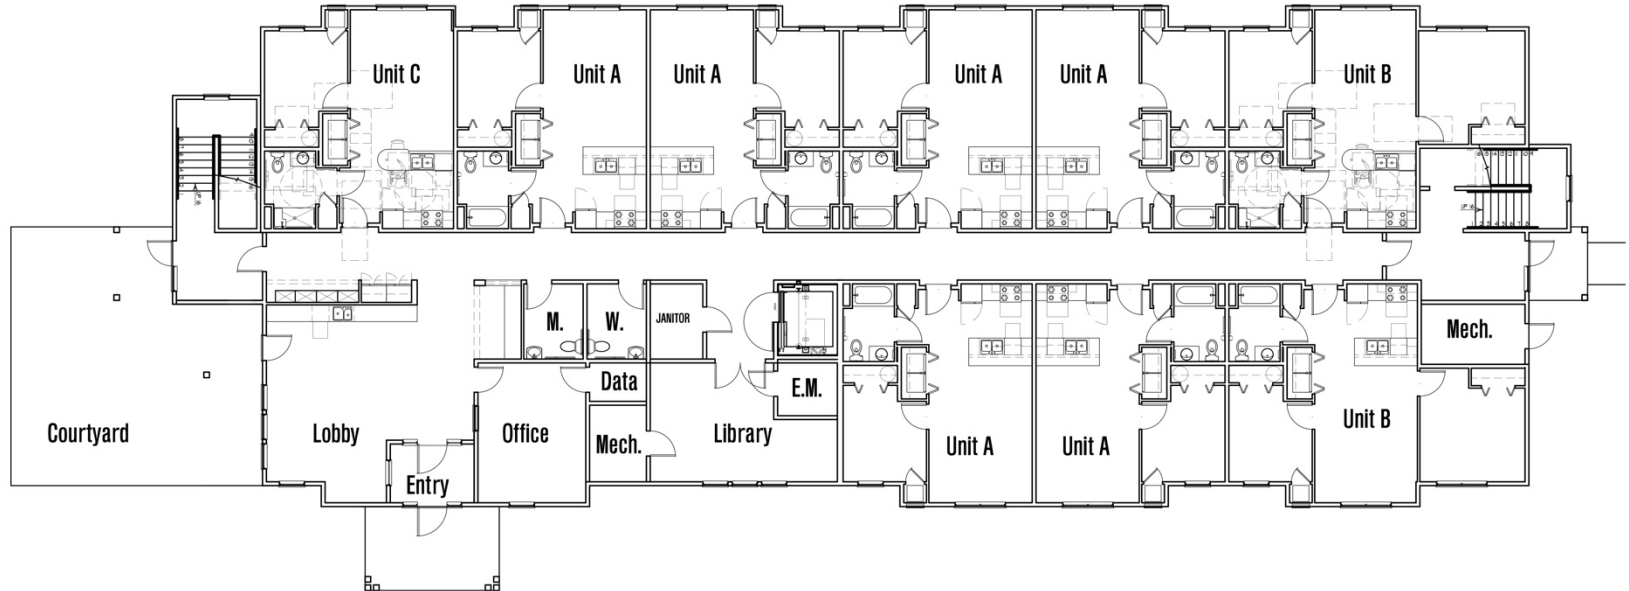 Unit C
Unit A
Unit A
Unit A
Unit A
Unit B
M.
W.
JANITOR
Mech.
Data
E.M.
Courtyard
Lobby
Office
Mech.
Library
Unit A
Unit A
Unit B
Entry